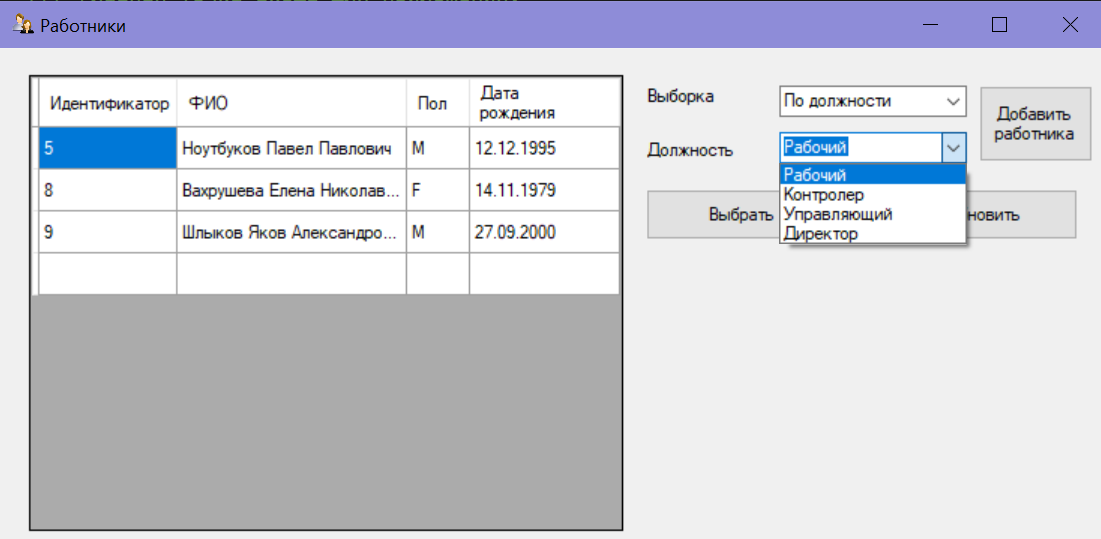 Работники
Идентификатор ФИО Пол Дата рождения
5 Ноутбуков Павел Павлович M 12.12.1995
8 Вахрушева Елена Николав... F 14.11.1979
9 Шлыков Яков Александро... M 27.09.2000
Выборка По должности
Добавить
работника
Должность Рабочий
Рабочий
Контролер
Управляющий
Директор
Выбрать новить